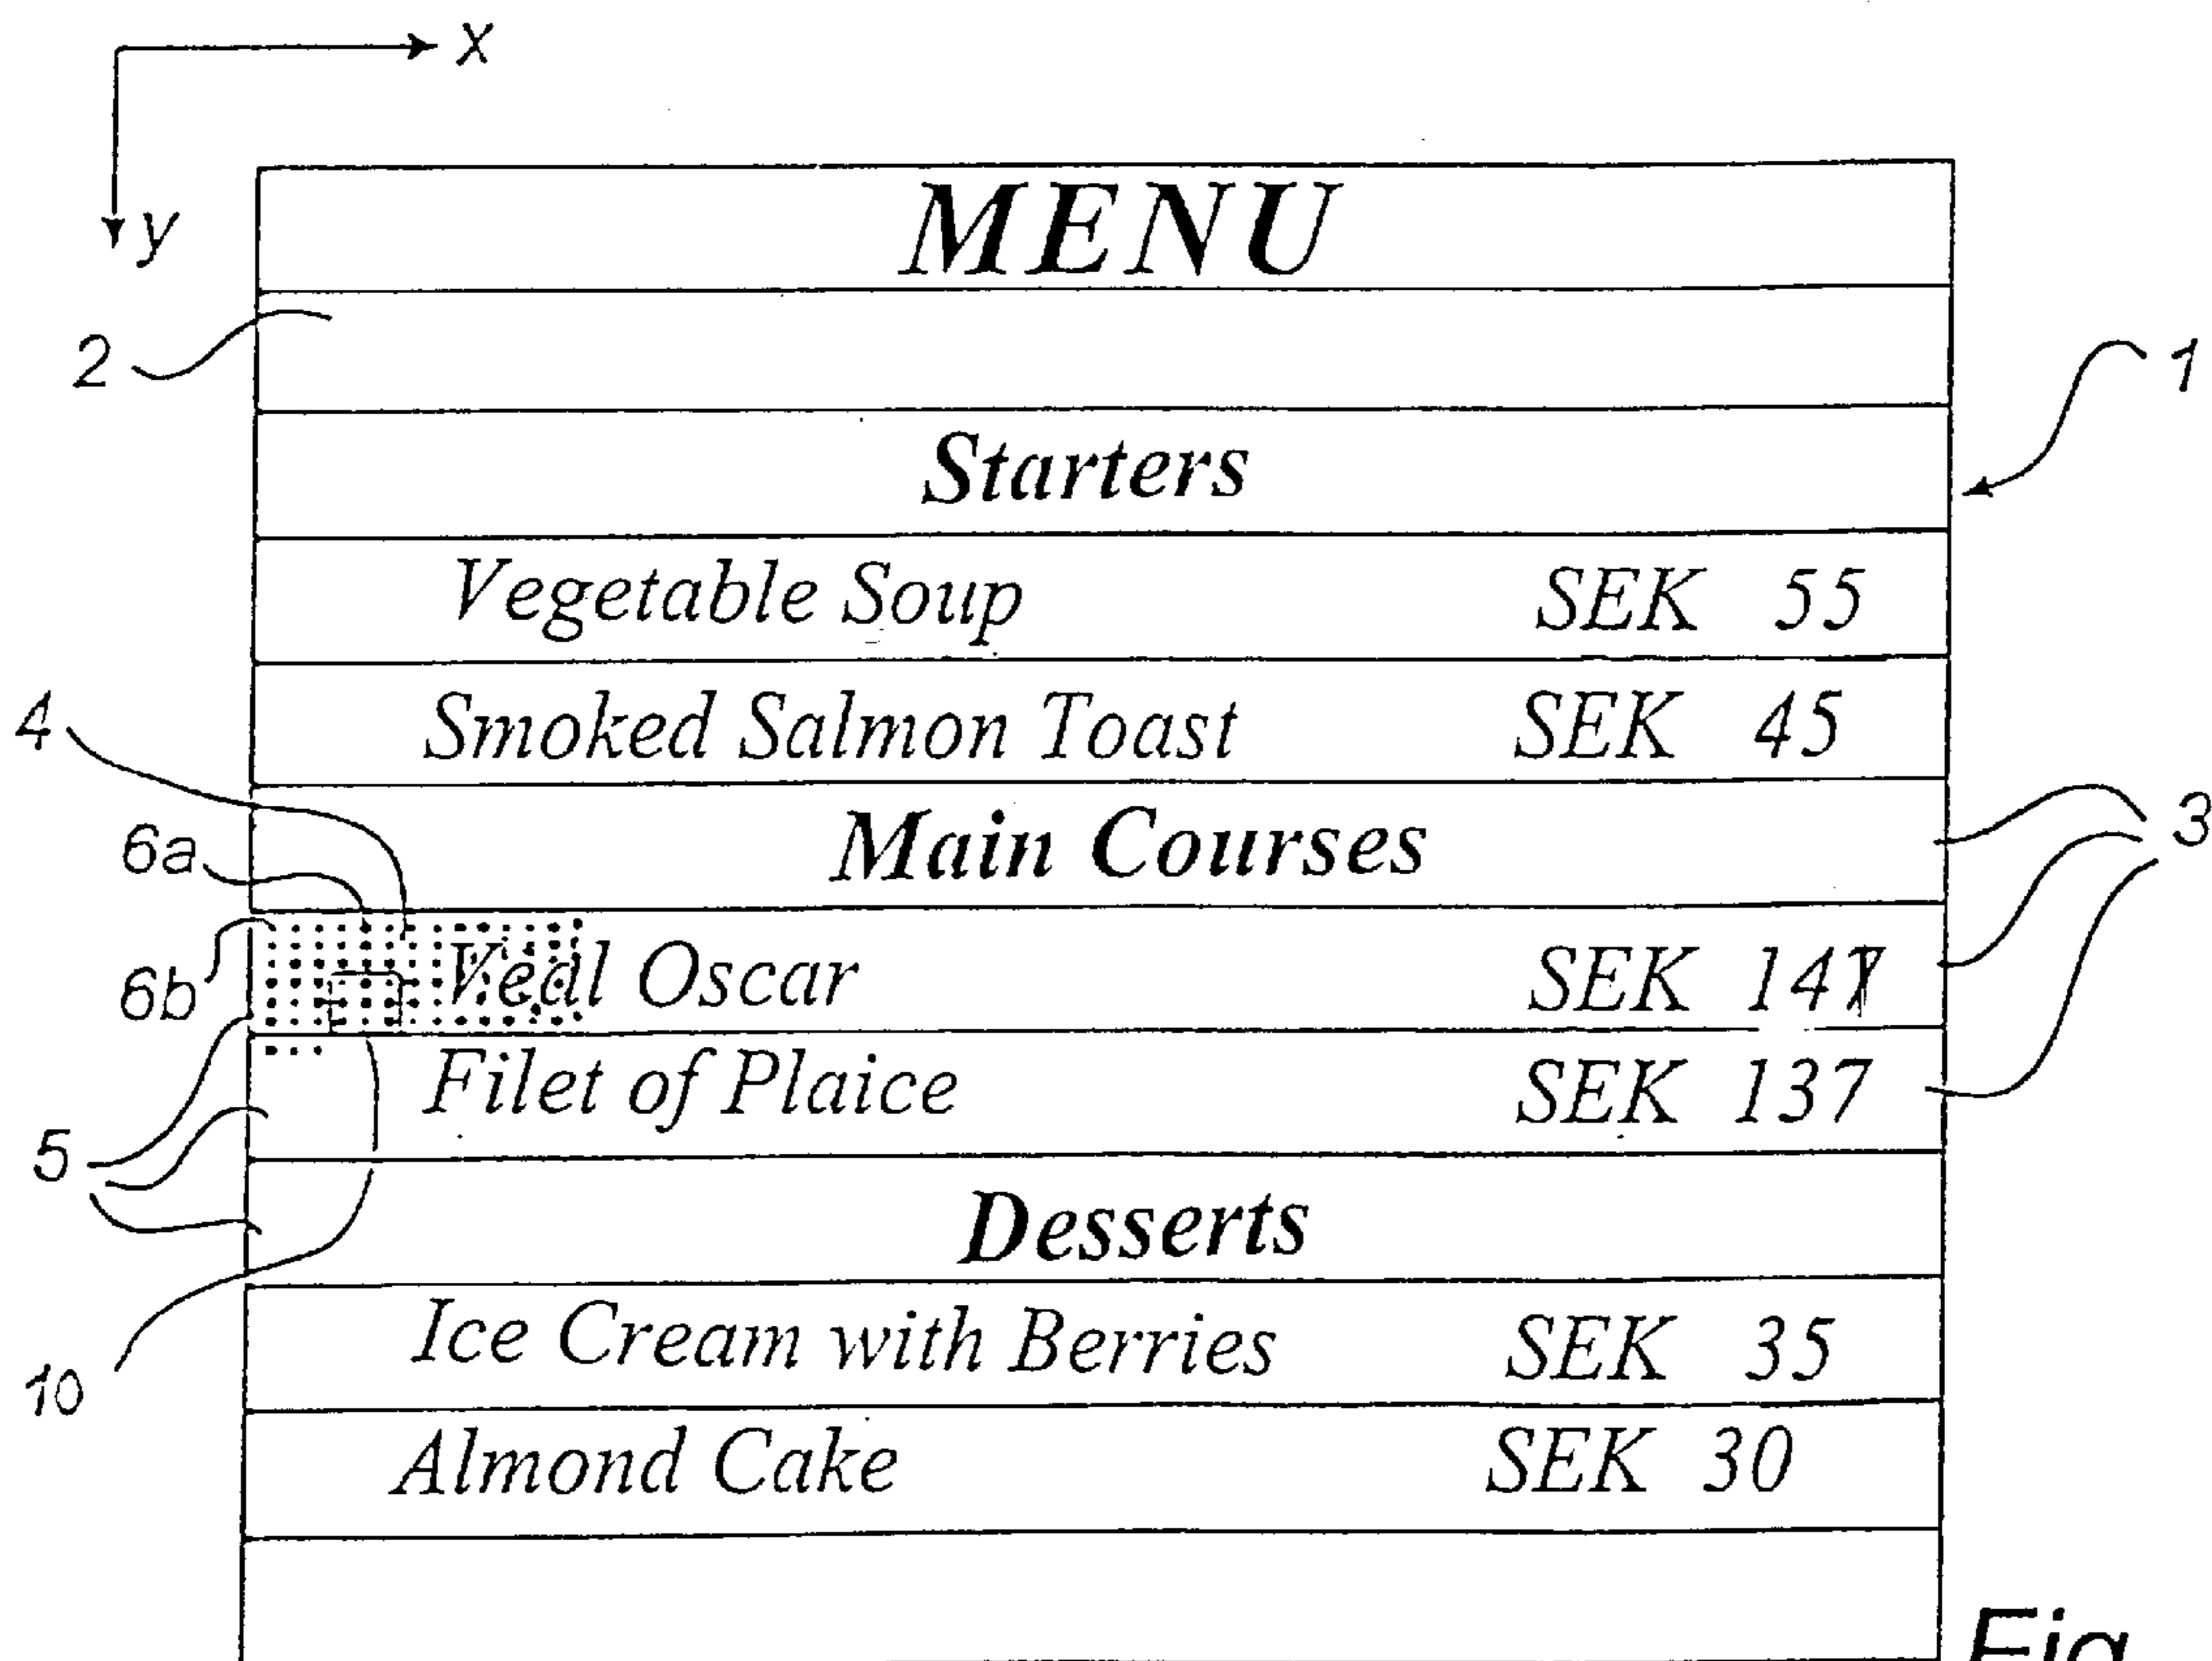 x
y
MENU
2
1
Starters
Vegetable Soup SEK 55
4
Smoked Salmon Toast SEK 45
6a
Main Courses
3
6b
Veal Oscar SEK 147
Filet of Plaice SEK 137
5
Desserts
10
Ice Cream with Berries SEK 35
Almond Cake SEK 30
Fig